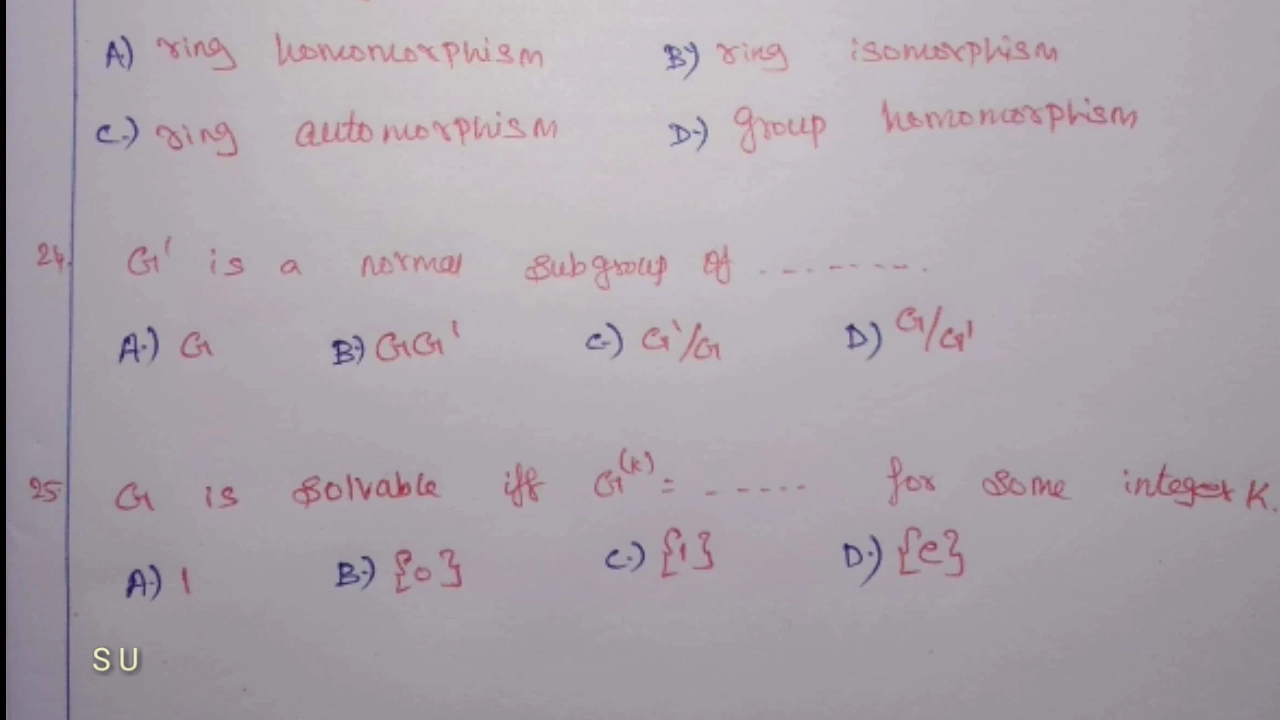 A.) ring homomorphism B.) ring isomorphism
C.) ring automorphism D.) group homomorphism
24. G' is a normal subgroup of ---------.
A.) G B.) GG' C.) G'/G D.) G/G'
25. G is solvable iff G^(k) = ------ for some integer K.
A.) 1 B.) {0} C.) {1} D.) {e}
SU